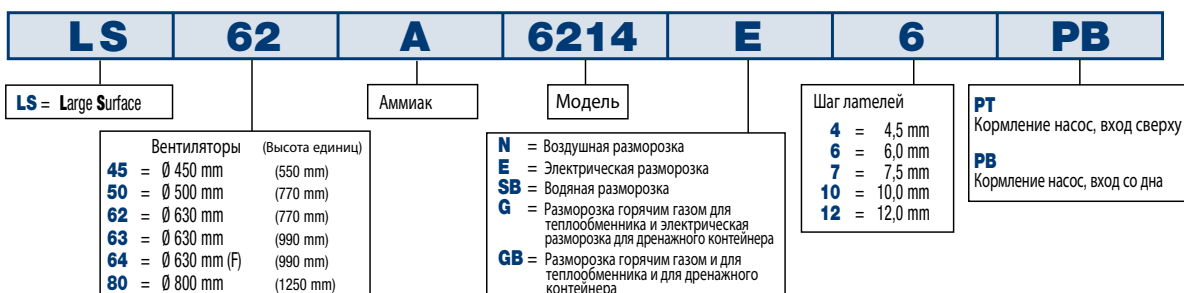 LS 62 A 6214 E 6 PB
LS = Large Surface
Вентиляторы (Высота единиц)
45 = Ø 450 mm (550 mm)
50 = Ø 500 mm (770 mm)
62 = Ø 630 mm (770 mm)
63 = Ø 630 mm (990 mm)
64 = Ø 630 mm (F) (990 mm)
80 = Ø 800 mm (1250 mm)
Аммиак
Модель
N = Воздушная разморозка
E = Электрическая разморозка
SB = Водяная разморозка
G = Разморозка горячим газом для
теплообменника и электрическая
разморозка для дренажного контейнера
GB = Разморозка горячим газом и для
теплообменника и для дренажного
контейнера
Шаг ламелей
4 = 4,5 mm
6 = 6,0 mm
7 = 7,5 mm
10 = 10,0 mm
12 = 12,0 mm
PT
Кормление насос, вход сверху
PB
Кормление насос, вход со дна